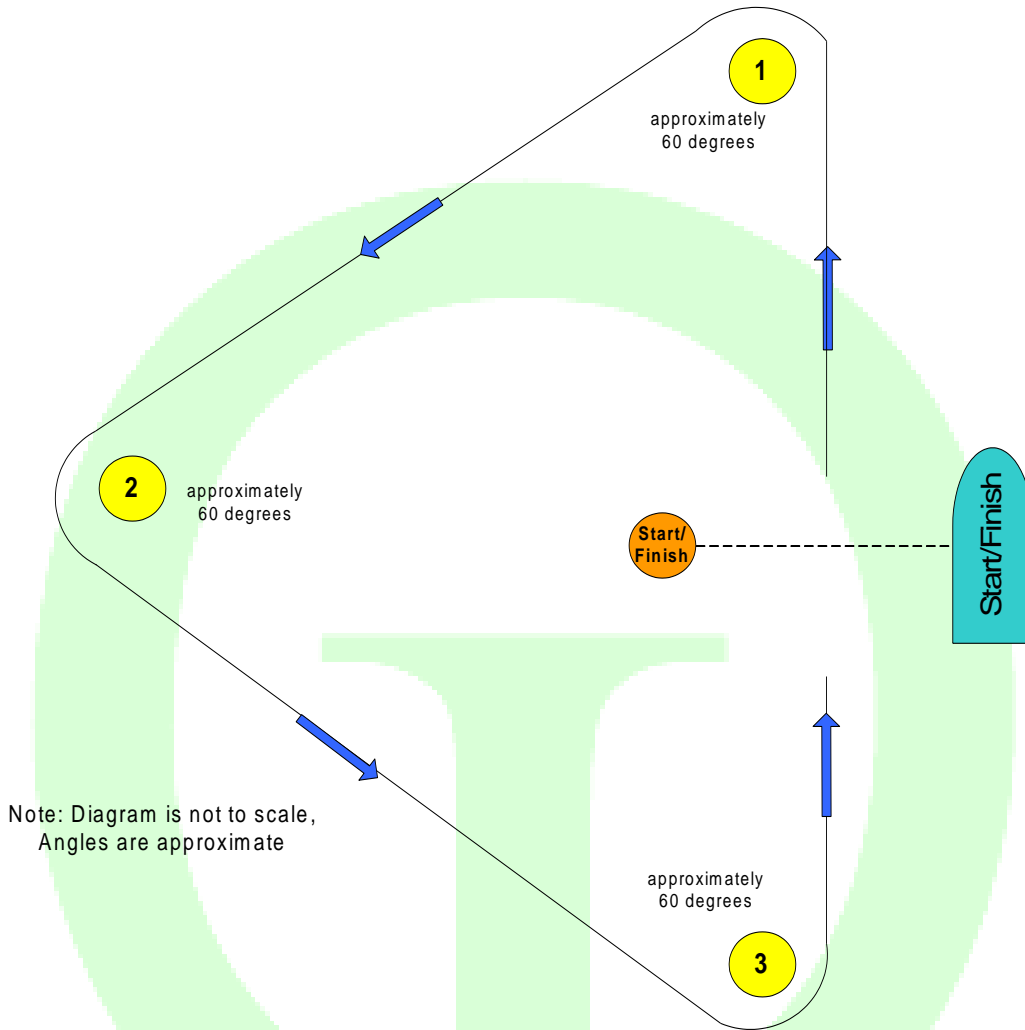 1
approximately
60 degrees
2
approximately
60 degrees
Start/
Finish
Start/Finish
Note: Diagram is not to scale,
Angles are approximate
approximately
60 degrees
3